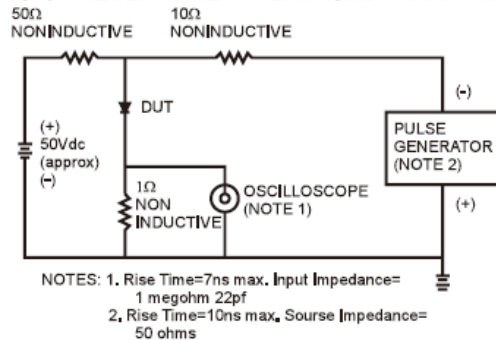 50Ω
NONINDUCTIVE
10Ω
NONINDUCTIVE
(+)
50Vdc
(approx)
(-)
DUT
1Ω
NON
INDUCTIVE
OSCILLOSCOPE
(NOTE 1)
(-)
PULSE
GENERATOR
(NOTE 2)
(+)
NOTES: 1. Rise Time=7ns max. Input Impedance=
1 megohm 22pf
2. Rise Time=10ns max. Sourse Impedance=
50 ohms